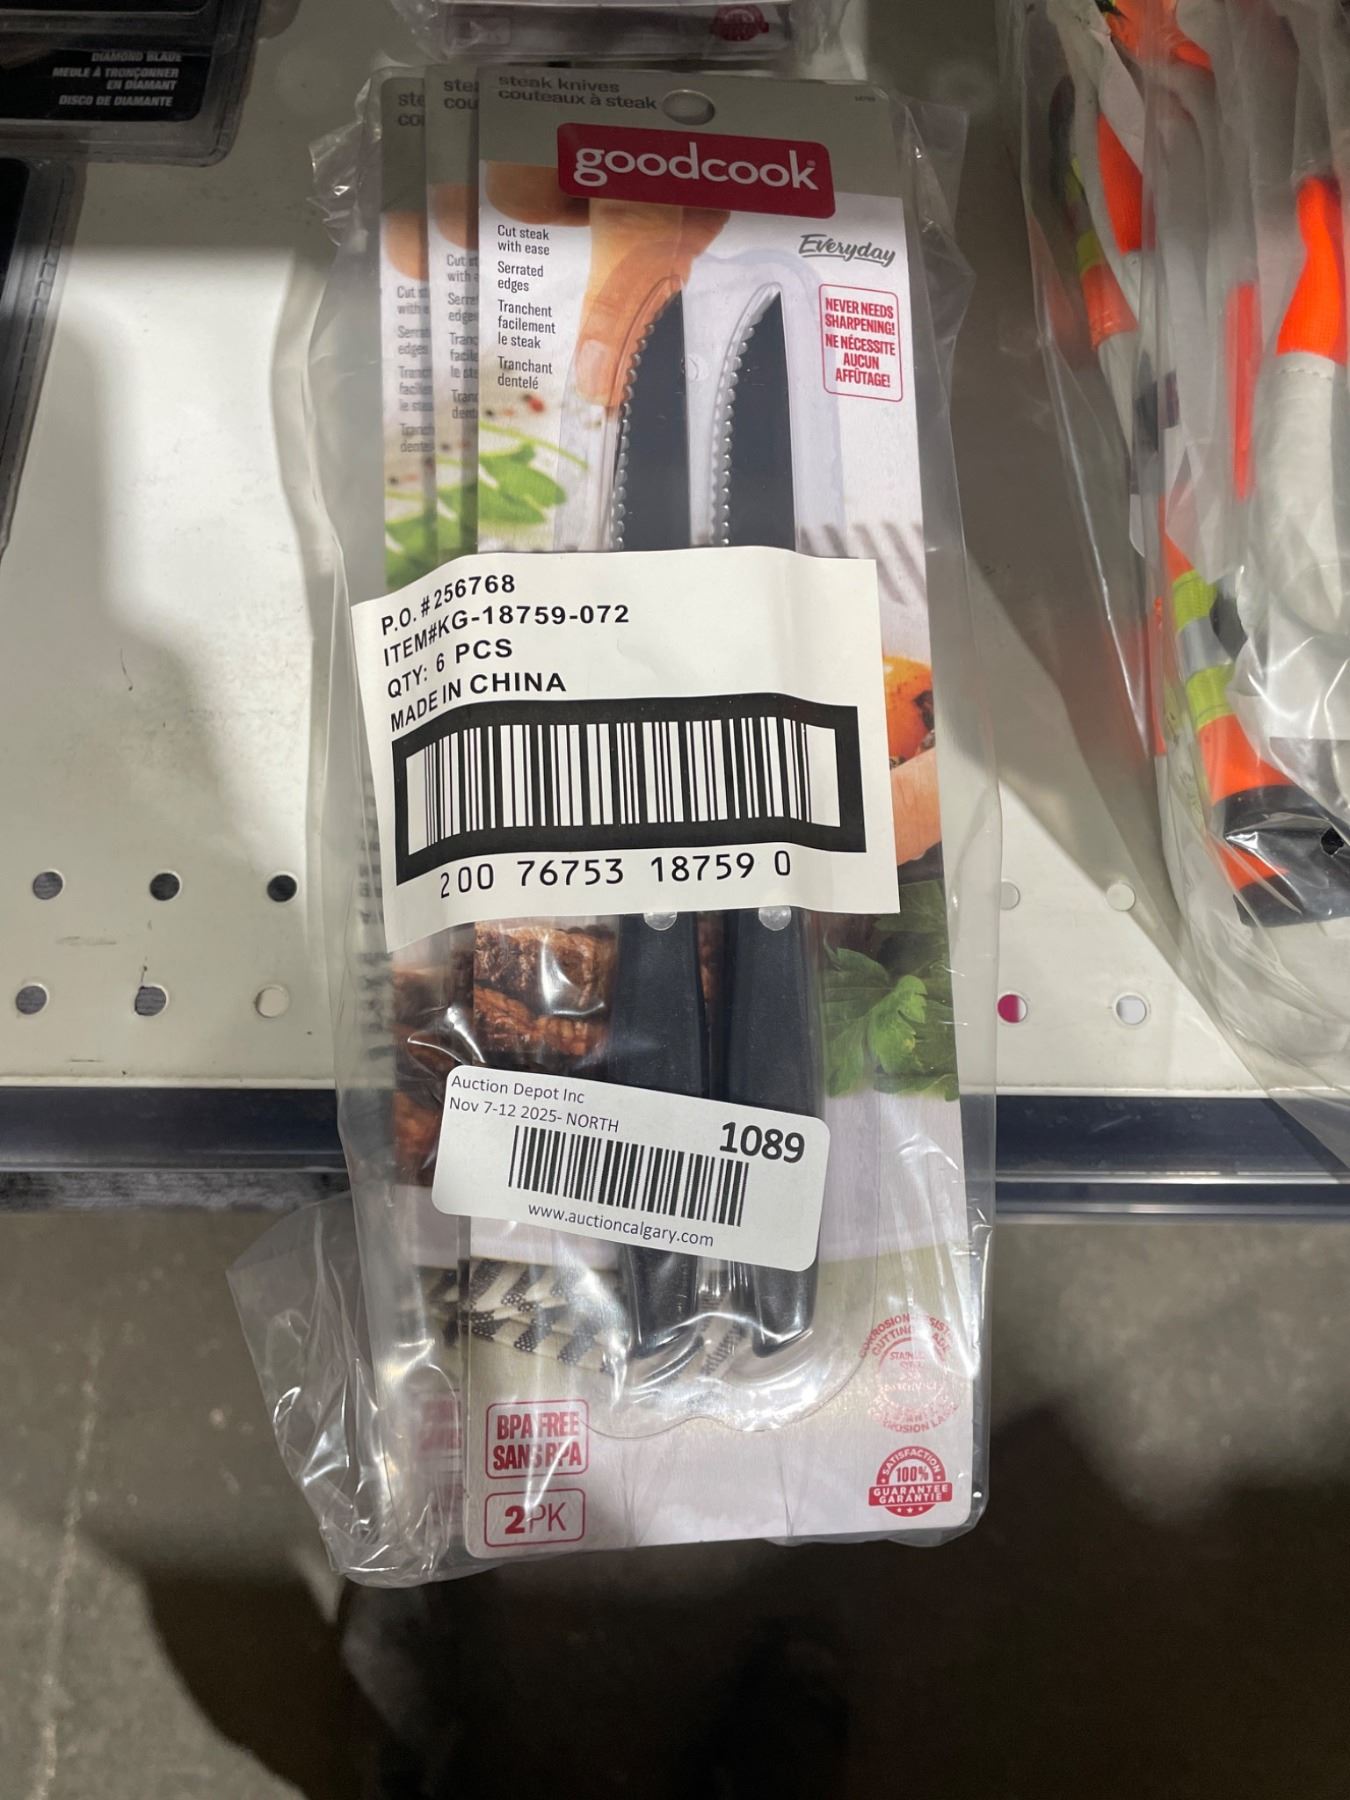 DIAMOND BLADE
MEULE À TRONÇONNER
EN DIAMANT
DISCO DE DIAMANTE
steak knives
couteaux à steak
goodcook
Everyday
Cut steak
with ease
Serrated
edges
Tranchent
facilement
le steak
Tranchant
dentelé
NEVER NEEDS
SHARPENING!
NE NÉCESSITE
AUCUN
AFFÛTAGE!
P.O. #256768
ITEM#KG-18759-072
QTY: 6 PCS
MADE IN CHINA
200 76753 18759 0
Auction Depot Inc
Nov 7-12 2025- NORTH
1089
www.auctioncalgary.com
BPA FREE
SANS BPA
2PK
SATISFACTION
100%
GUARANTEE
GARANTIE